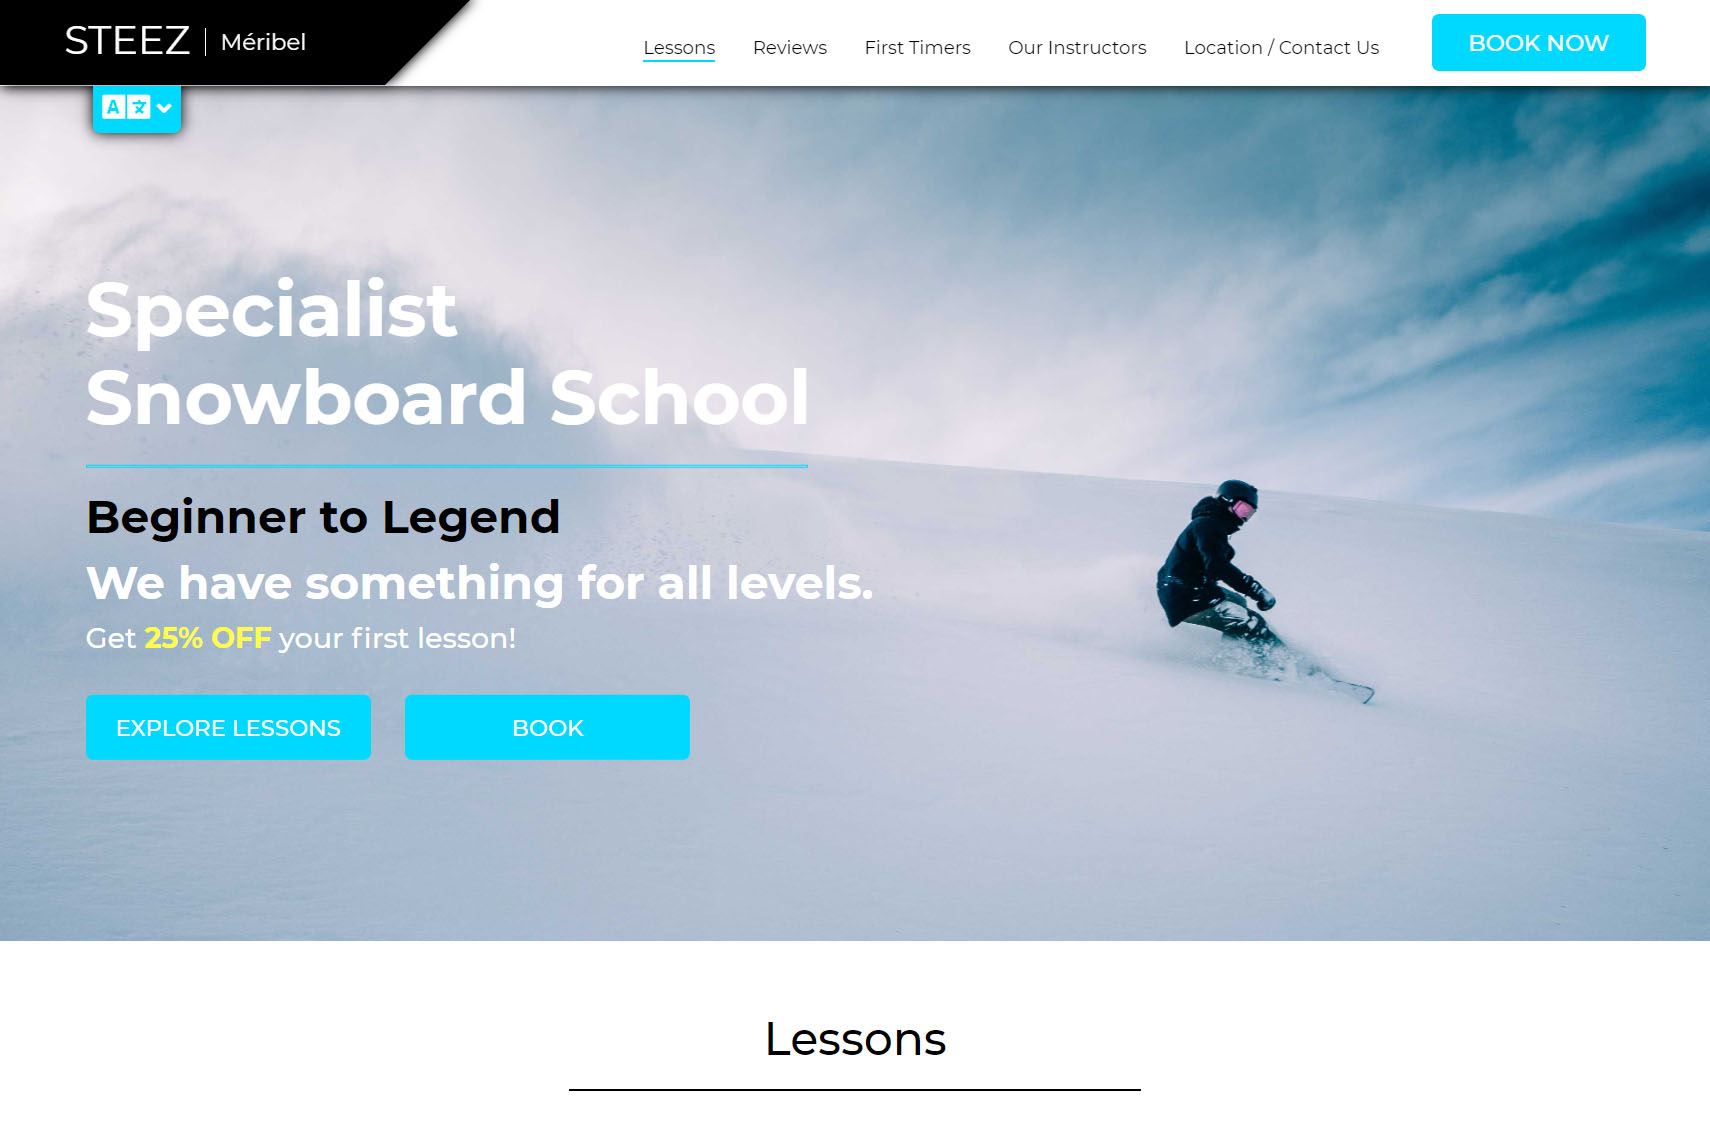 STEEZ | Méribel
Lessons
Reviews
First Timers
Our Instructors
Location / Contact Us
BOOK NOW
A 文
Specialist
Snowboard School
Beginner to Legend
We have something for all levels.
Get 25% OFF your first lesson!
EXPLORE LESSONS
BOOK
Lessons